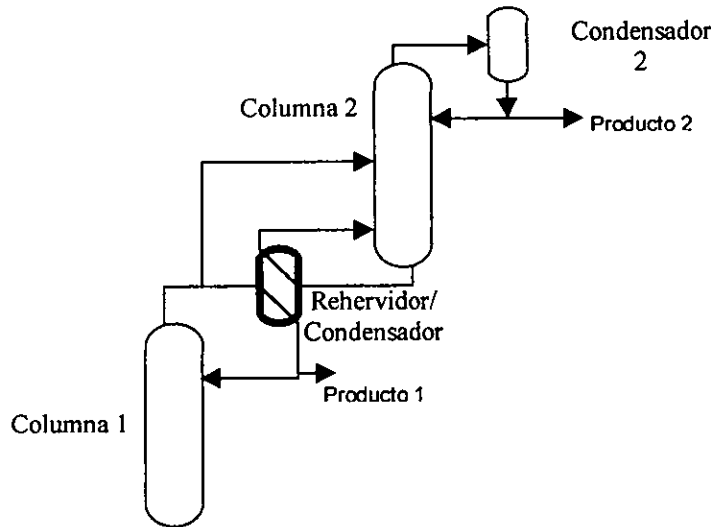 Condensador
2
Columna 2
Producto 2
Rehervidor/
Condensador
Producto 1
Columna 1